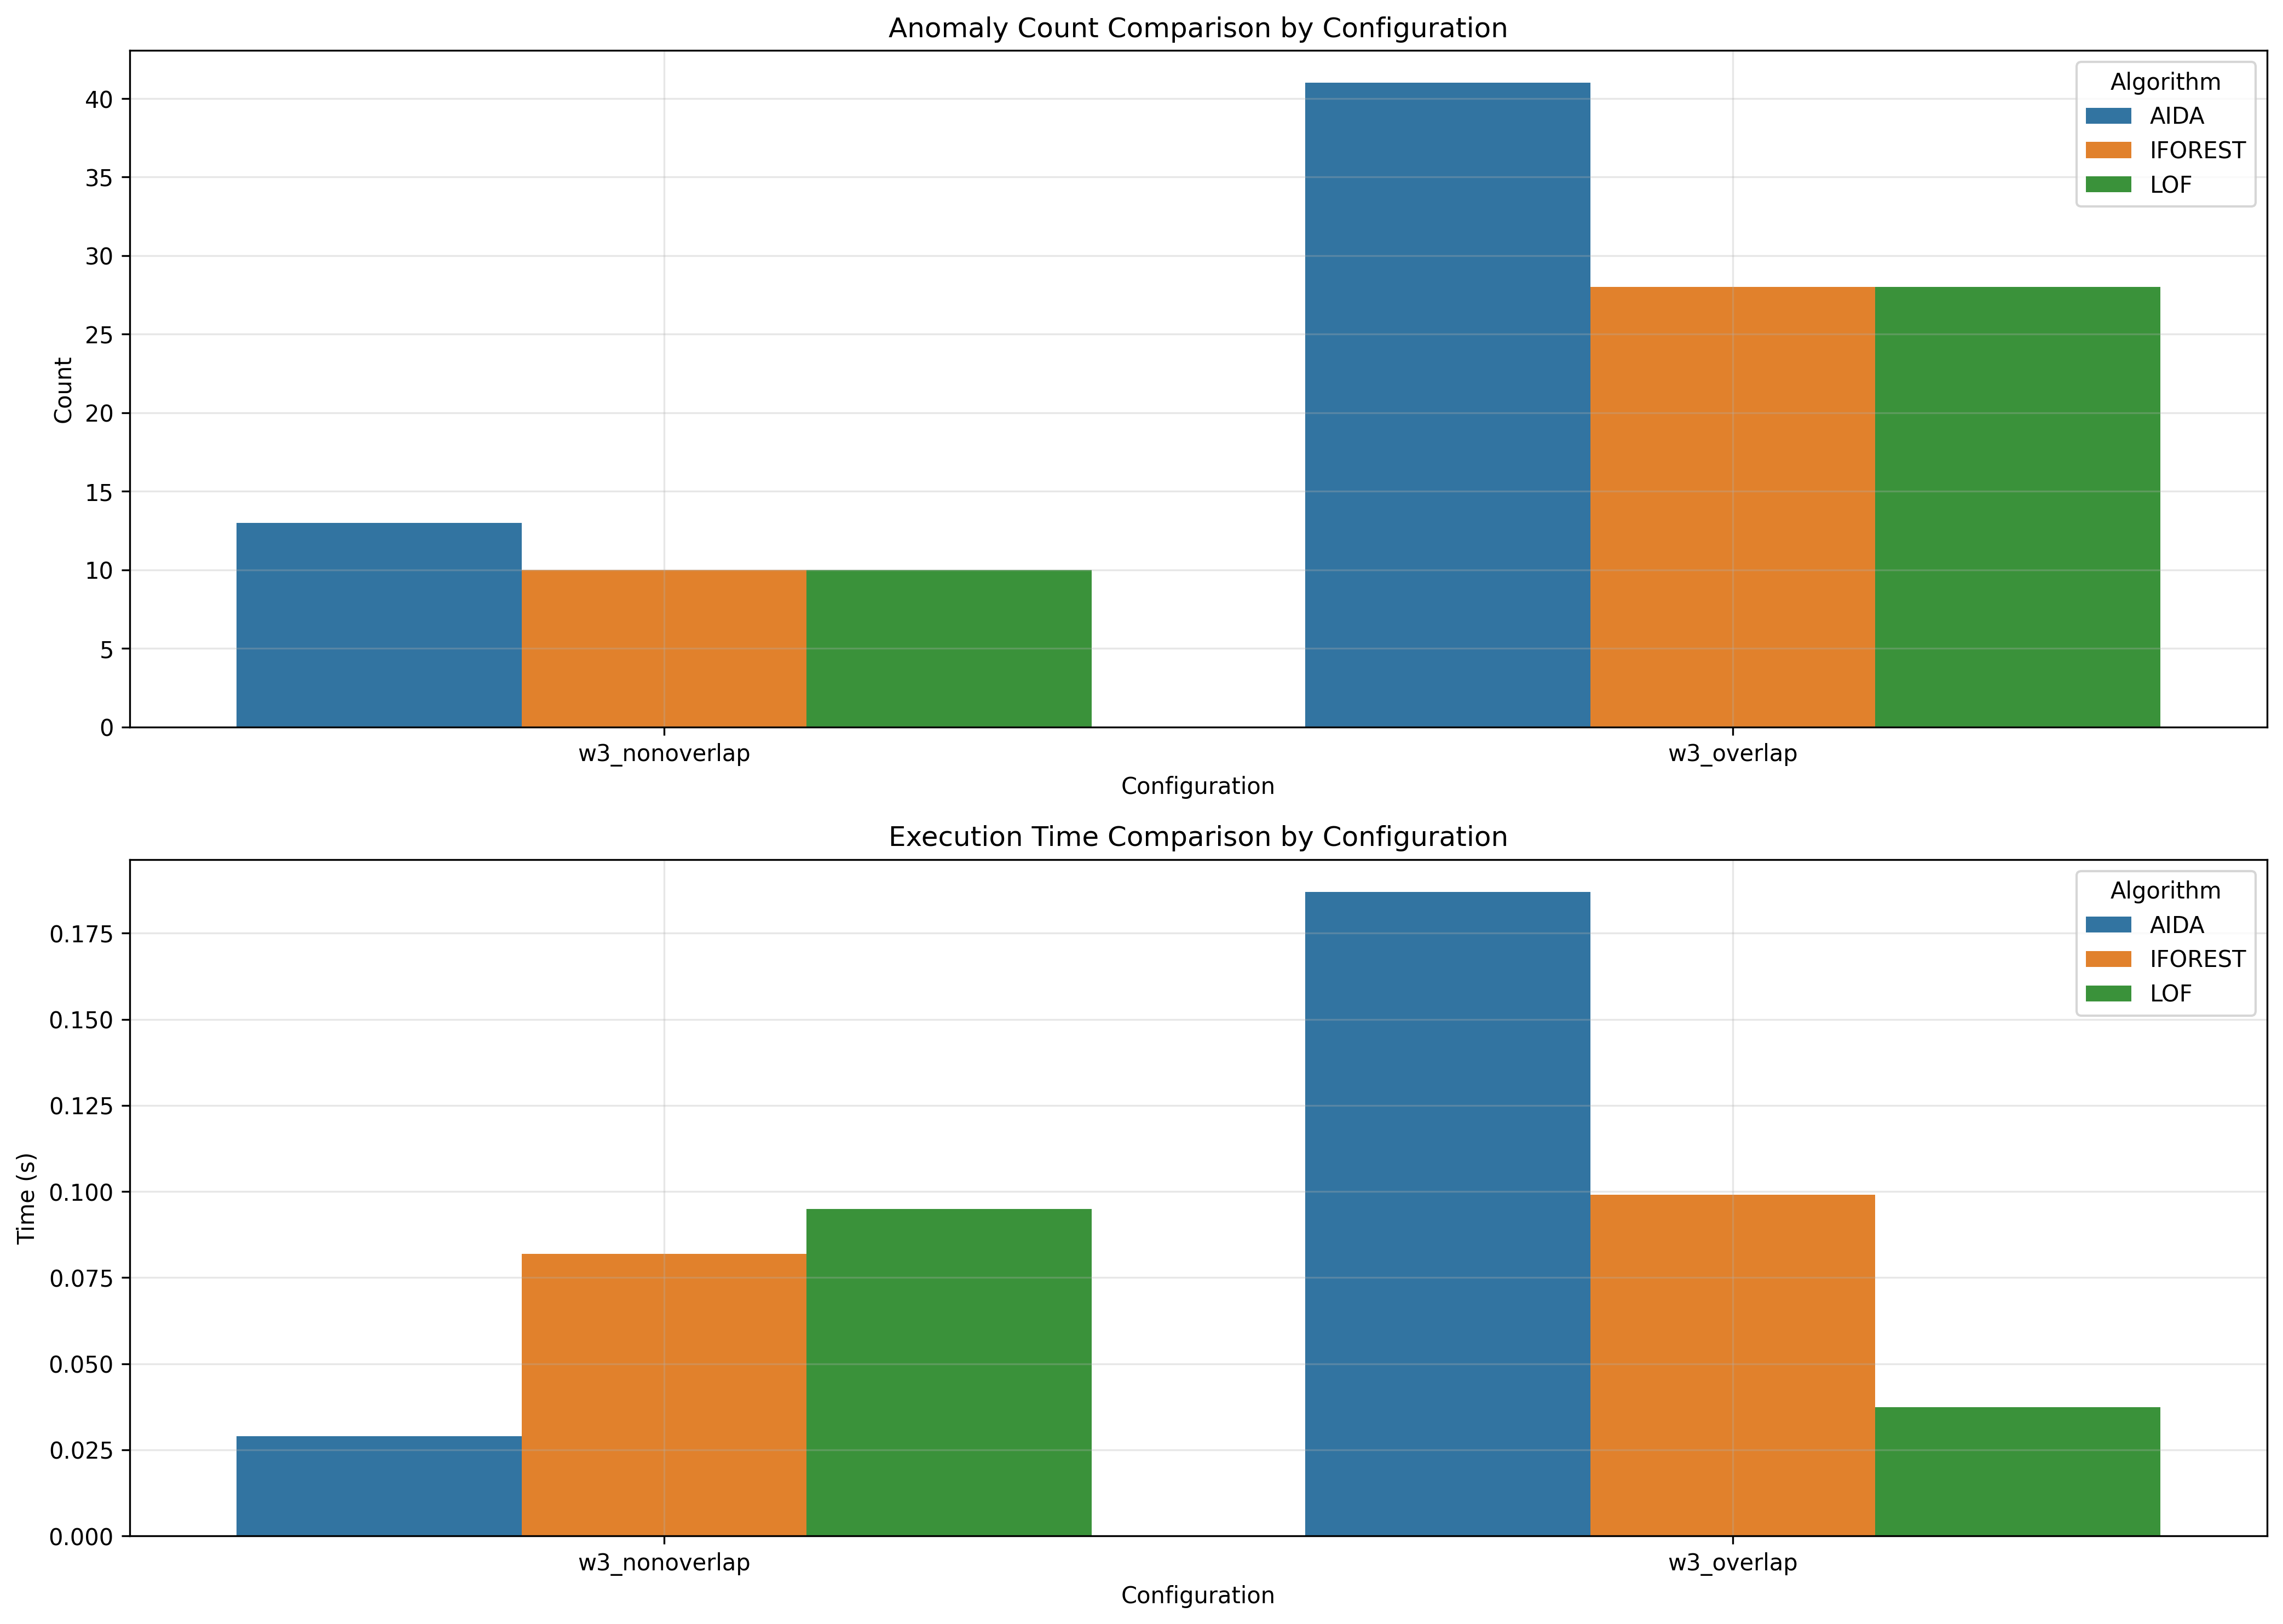 Anomaly Count Comparison by Configuration
Algorithm
AIDA
IFOREST
LOF
40
35
30
25
20
15
10
5
0
Count
w3_nonoverlap
w3_overlap
Configuration
Execution Time Comparison by Configuration
Algorithm
AIDA
IFOREST
LOF
0.175
0.150
0.125
0.100
0.075
0.050
0.025
0.000
Time (s)
w3_nonoverlap
w3_overlap
Configuration